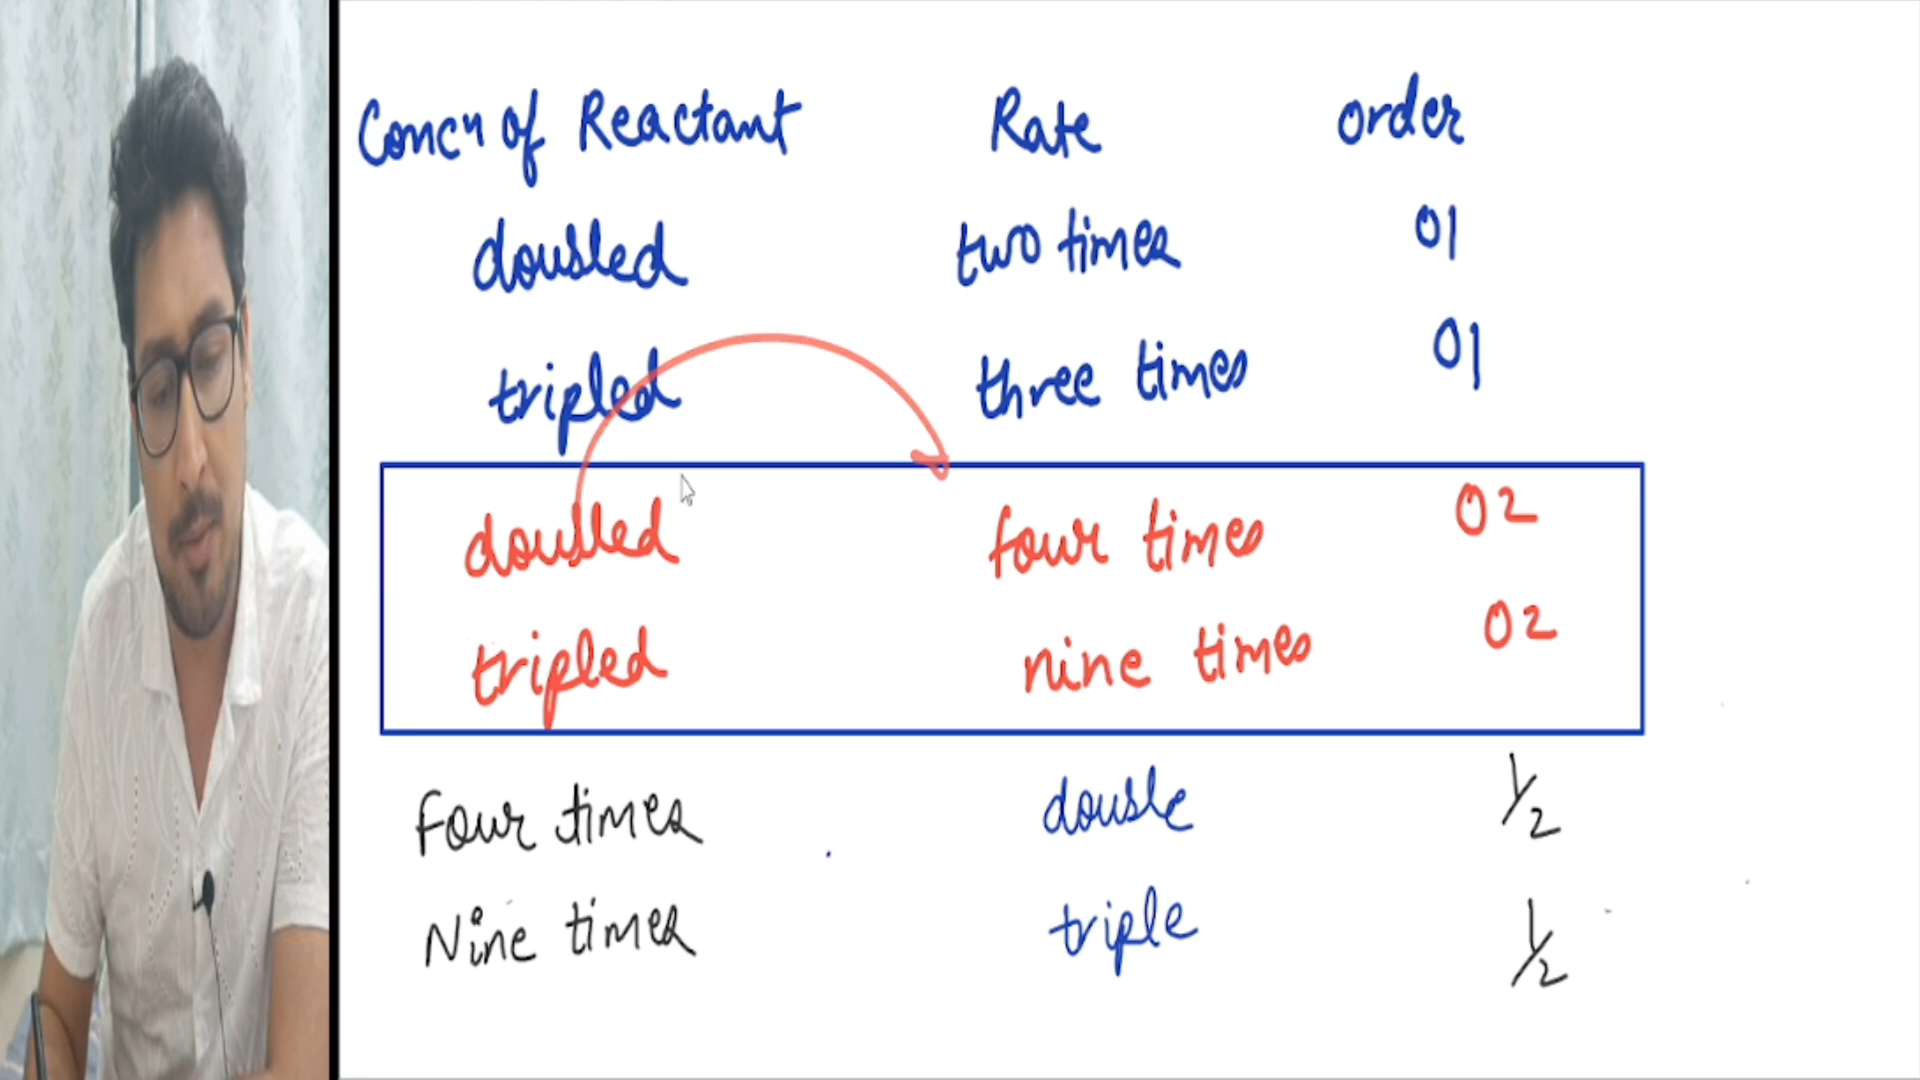 Concn of Reactant Rate order
doubled two times 01
tripled three times 01
doubled four times 02
tripled nine times 02
Four times double 1/2
Nine times triple 1/2